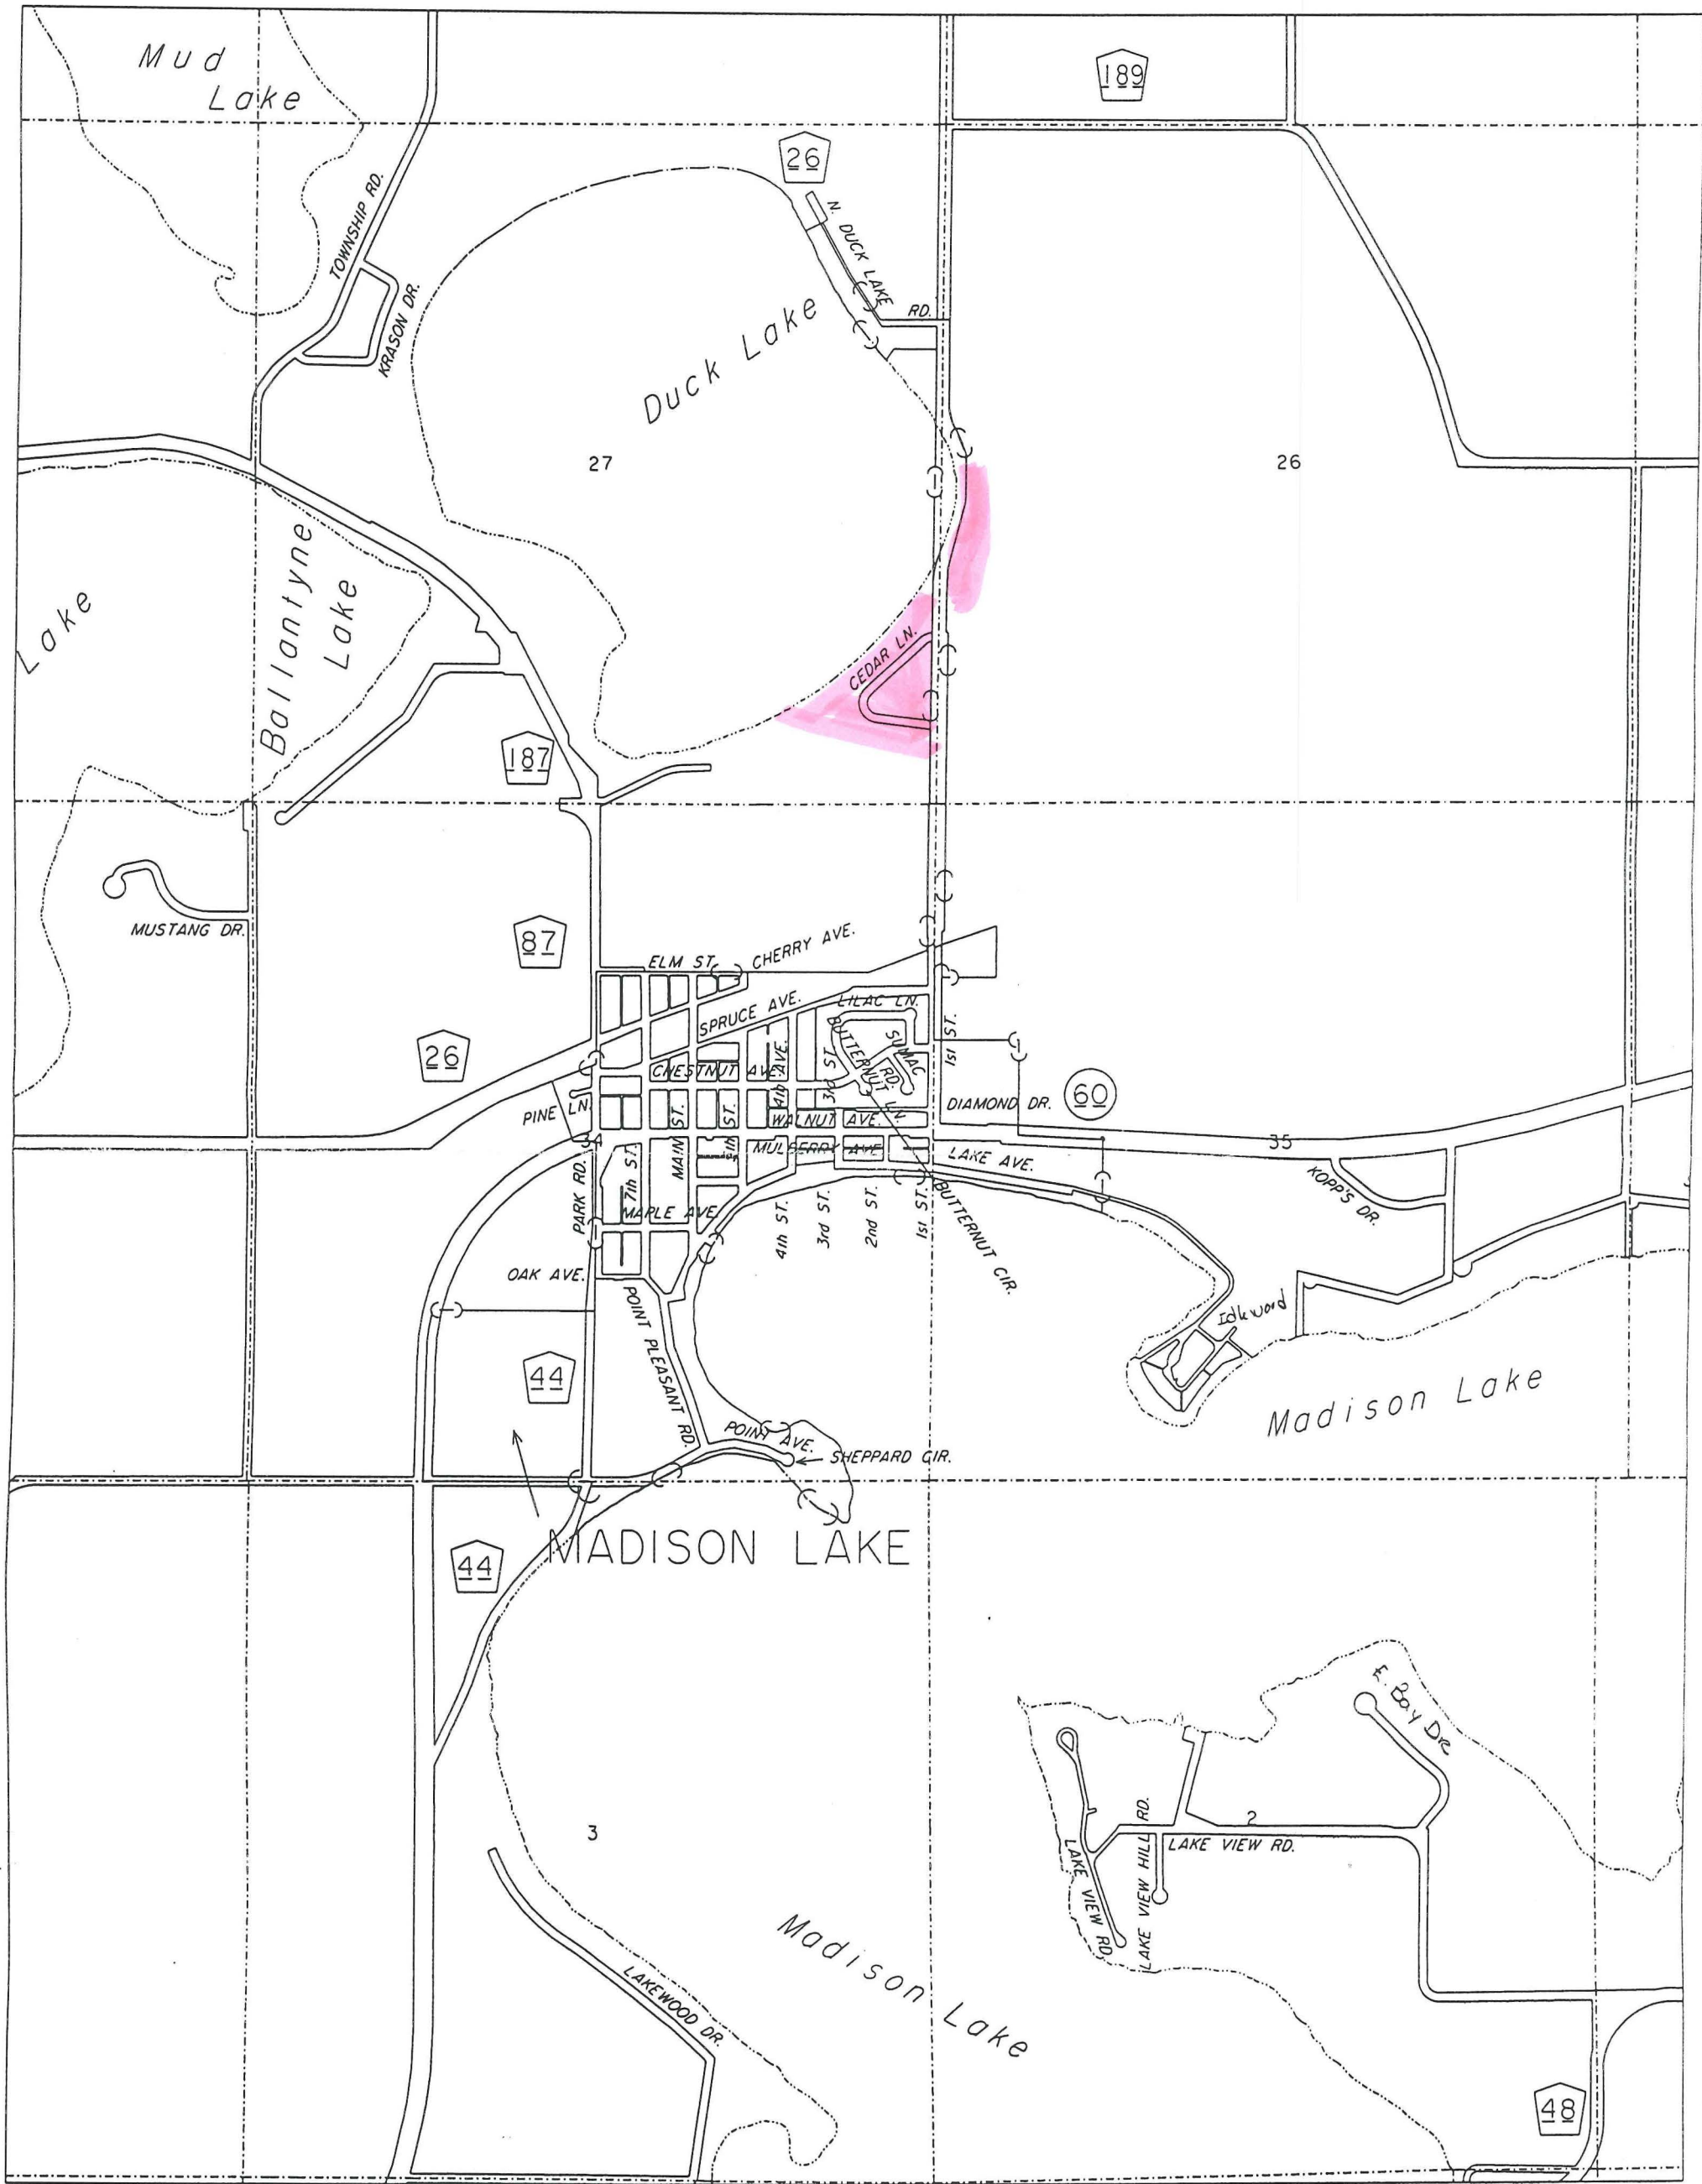 Mud
Lake
189
26
TOWNSHIP RD.
N. DUCK LAKE
RD.
KRASON DR.
Duck Lake
27
26
Ballantyne
Lake
Lake
CEDAR LN.
187
MUSTANG DR.
87
ELM ST.
CHERRY AVE.
SPRUCE AVE.
LILAC LN.
BUTTERNUT LN.
SUMAC
RD.
1st ST.
26
CHESTNUT AVE.
4th AVE.
3rd ST.
PINE LN.
WALNUT AVE.
DIAMOND DR.
60
34
35
MAIN ST.
ST.
MULBERRY AVE
LAKE AVE.
KOPP'S DR.
PARK RD.
7th ST.
MAPLE AVE.
4th ST.
3rd ST.
2nd ST.
1st ST.
BUTTERNUT CIR.
OAK AVE.
POINT PLEASANT RD.
44
Madison Lake
POINT AVE.
SHEPPARD CIR.
MADISON LAKE
44
E. Bay Dr
3
2
LAKE VIEW RD.
LAKE VIEW HILL RD.
LAKE VIEW RD.
LAKEWOOD DR.
Madison Lake
48